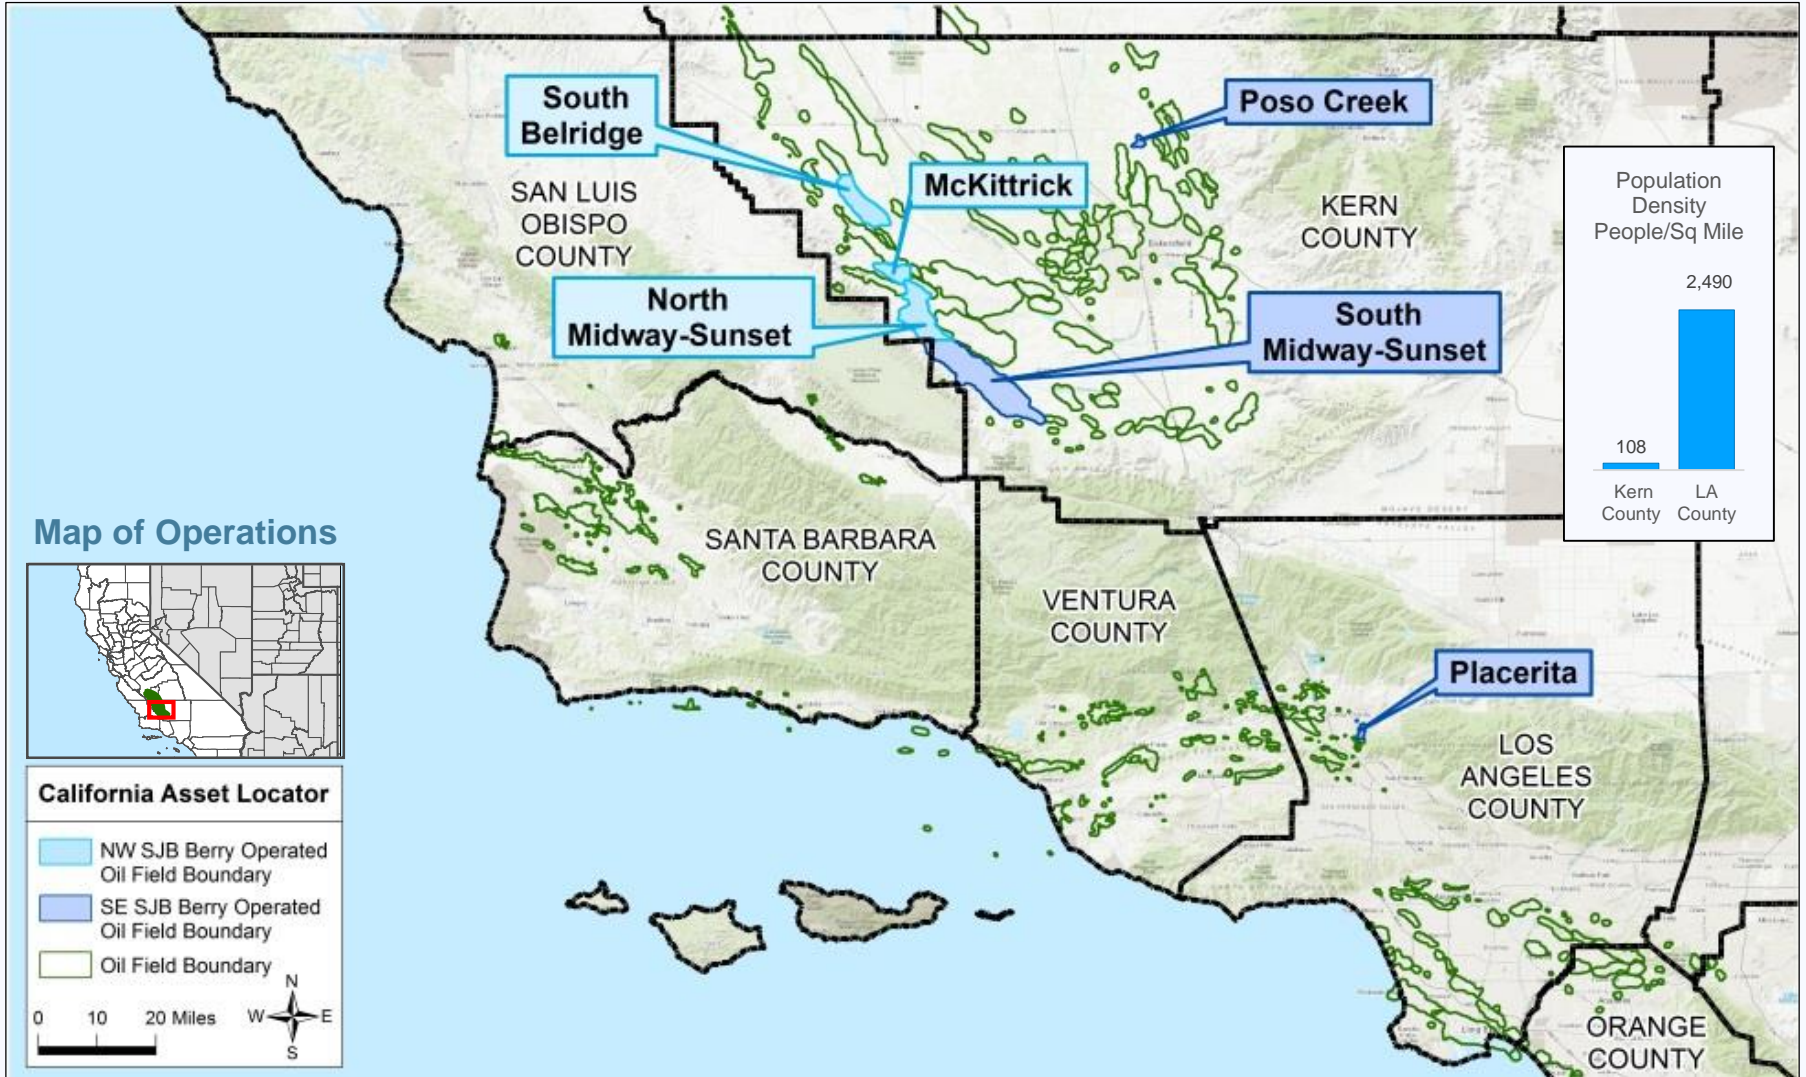 South
Belridge
Poso Creek
McKittrick
SAN LUIS
OBISPO
COUNTY
KERN
COUNTY
North
Midway-Sunset
South
Midway-Sunset
Population
Density
People/Sq Mile
2,490
108
Kern
County
LA
County
Map of Operations
SANTA BARBARA
COUNTY
VENTURA
COUNTY
Placerita
LOS
ANGELES
COUNTY
ORANGE
COUNTY
California Asset Locator
NW SJB Berry Operated
Oil Field Boundary
SE SJB Berry Operated
Oil Field Boundary
Oil Field Boundary
0 10 20 Miles
N
W E
S